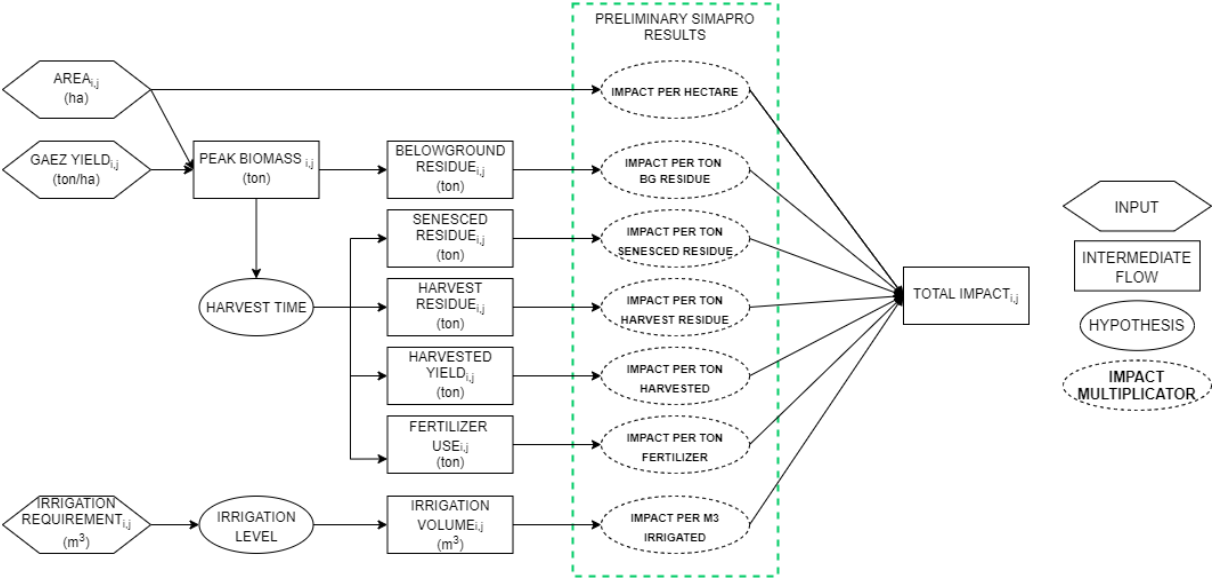 PRELIMINARY SIMAPRO
RESULTS
AREAi,j
(ha)
IMPACT PER HECTARE
GAEZ YIELDi,j
(ton/ha)
PEAK BIOMASS i,j
(ton)
BELOWGROUND
RESIDUEi,j
(ton)
IMPACT PER TON
BG RESIDUE
SENESCED
RESIDUEi,j
(ton)
IMPACT PER TON
SENESCED RESIDUE
HARVEST TIME
HARVEST
RESIDUEi,j
(ton)
IMPACT PER TON
HARVEST RESIDUE
HARVESTED
YIELDi,j
(ton)
IMPACT PER TON
HARVESTED
FERTILIZER
USEi,j
(ton)
IMPACT PER TON
FERTILIZER
IRRIGATION
REQUIREMENTi,j
(m³)
IRRIGATION
LEVEL
IRRIGATION
VOLUMEi,j
(m³)
IMPACT PER M3
IRRIGATED
TOTAL IMPACTi,j
INPUT
INTERMEDIATE
FLOW
HYPOTHESIS
IMPACT
MULTIPLICATOR